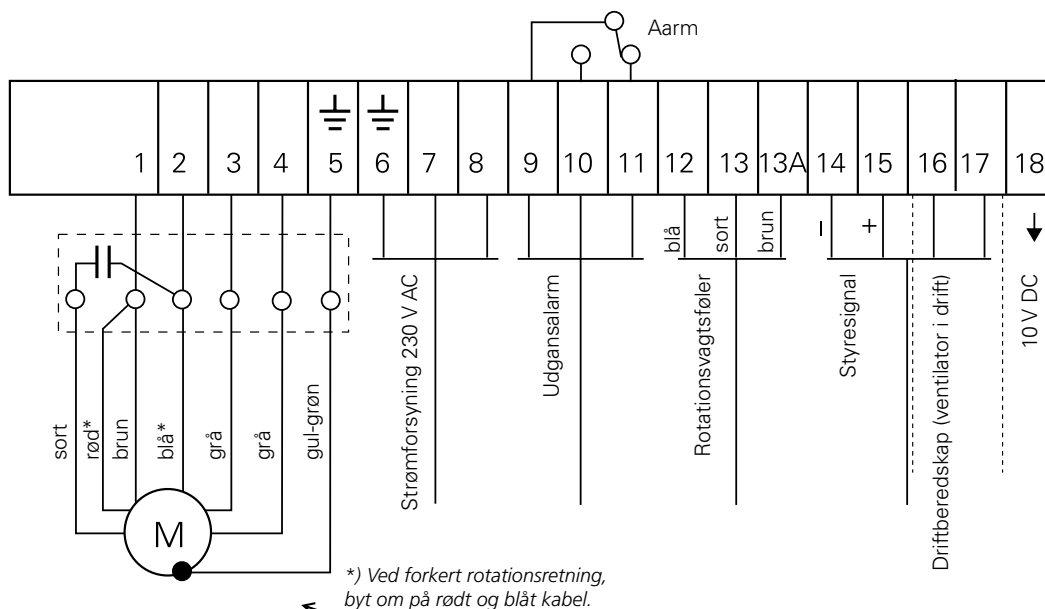 Aarm
1 2 3 4 5 6 7 8 9 10 11 12 13 13A 14 15 16 17 18
blå
sort
brun
–
+
Strømforsyning 230 V AC
Udgansalarm
Rotationsvagtsføler
Styresignal
Driftberedskap (ventilator i drift)
10 V DC
sort
rød*
brun
blå*
grå
grå
gul-grøn
M
*) Ved forkert rotationsretning,
byt om på rødt og blåt kabel.